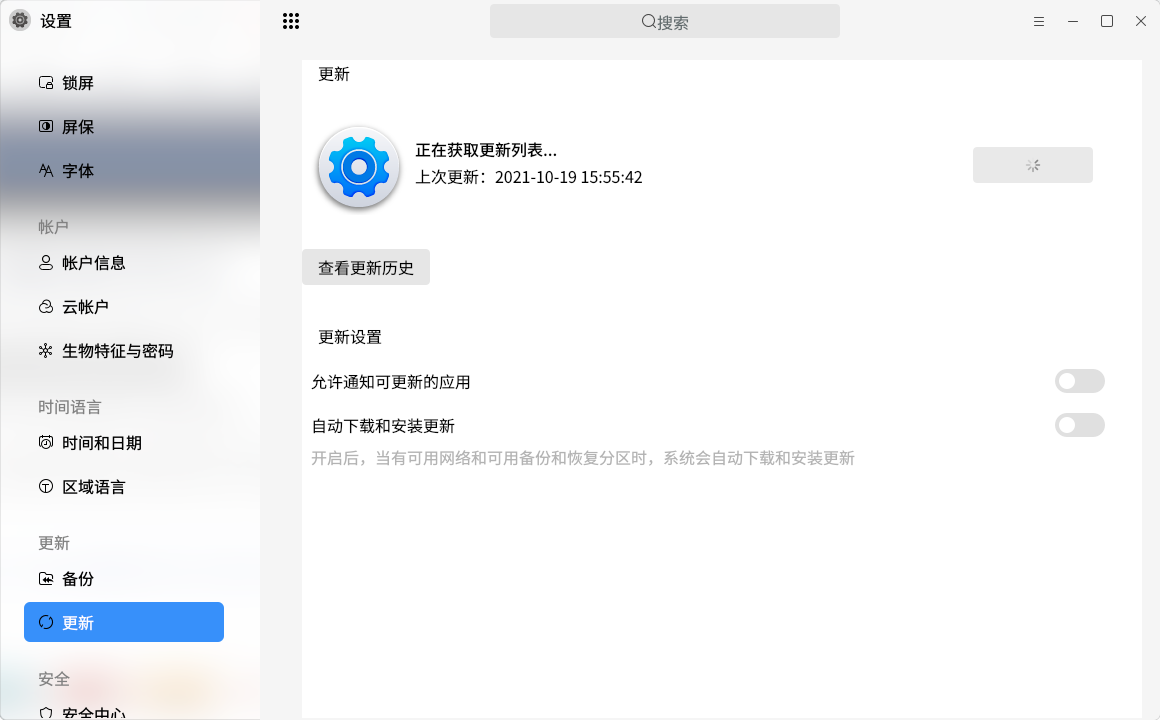 设置
搜索
锁屏
屏保
字体
帐户
帐户信息
云帐户
生物特征与密码
时间语言
时间和日期
区域语言
更新
备份
更新
安全
安全中心
更新
正在获取更新列表...
上次更新：2021-10-19 15:55:42
查看更新历史
更新设置
允许通知可更新的应用
自动下载和安装更新
开启后，当有可用网络和可用备份和恢复分区时，系统会自动下载和安装更新